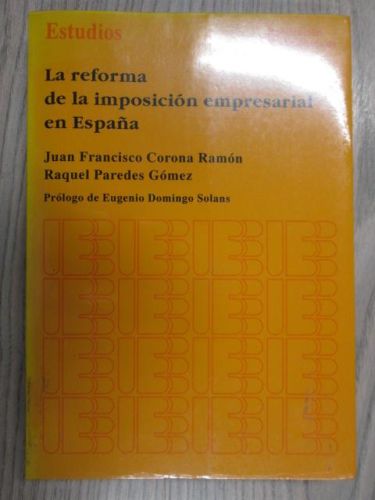 Estudios
La reforma
de la imposición empresarial
en España
Juan Francisco Corona Ramón
Raquel Paredes Gómez
Prólogo de Eugenio Domingo Solans